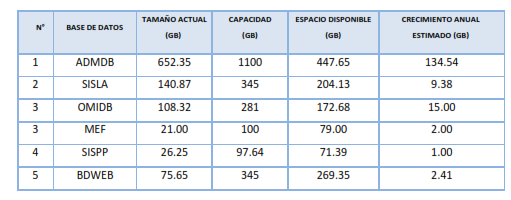 N° BASE DE DATOS TAMAÑO ACTUAL (GB) CAPACIDAD (GB) ESPACIO DISPONIBLE (GB) CRECIMIENTO ANUAL ESTIMADO (GB)
1 ADMDB 652.35 1100 447.65 134.54
2 SISLA 140.87 345 204.13 9.38
3 OMIDB 108.32 281 172.68 15.00
3 MEF 21.00 100 79.00 2.00
4 SISPP 26.25 97.64 71.39 1.00
5 BDWEB 75.65 345 269.35 2.41